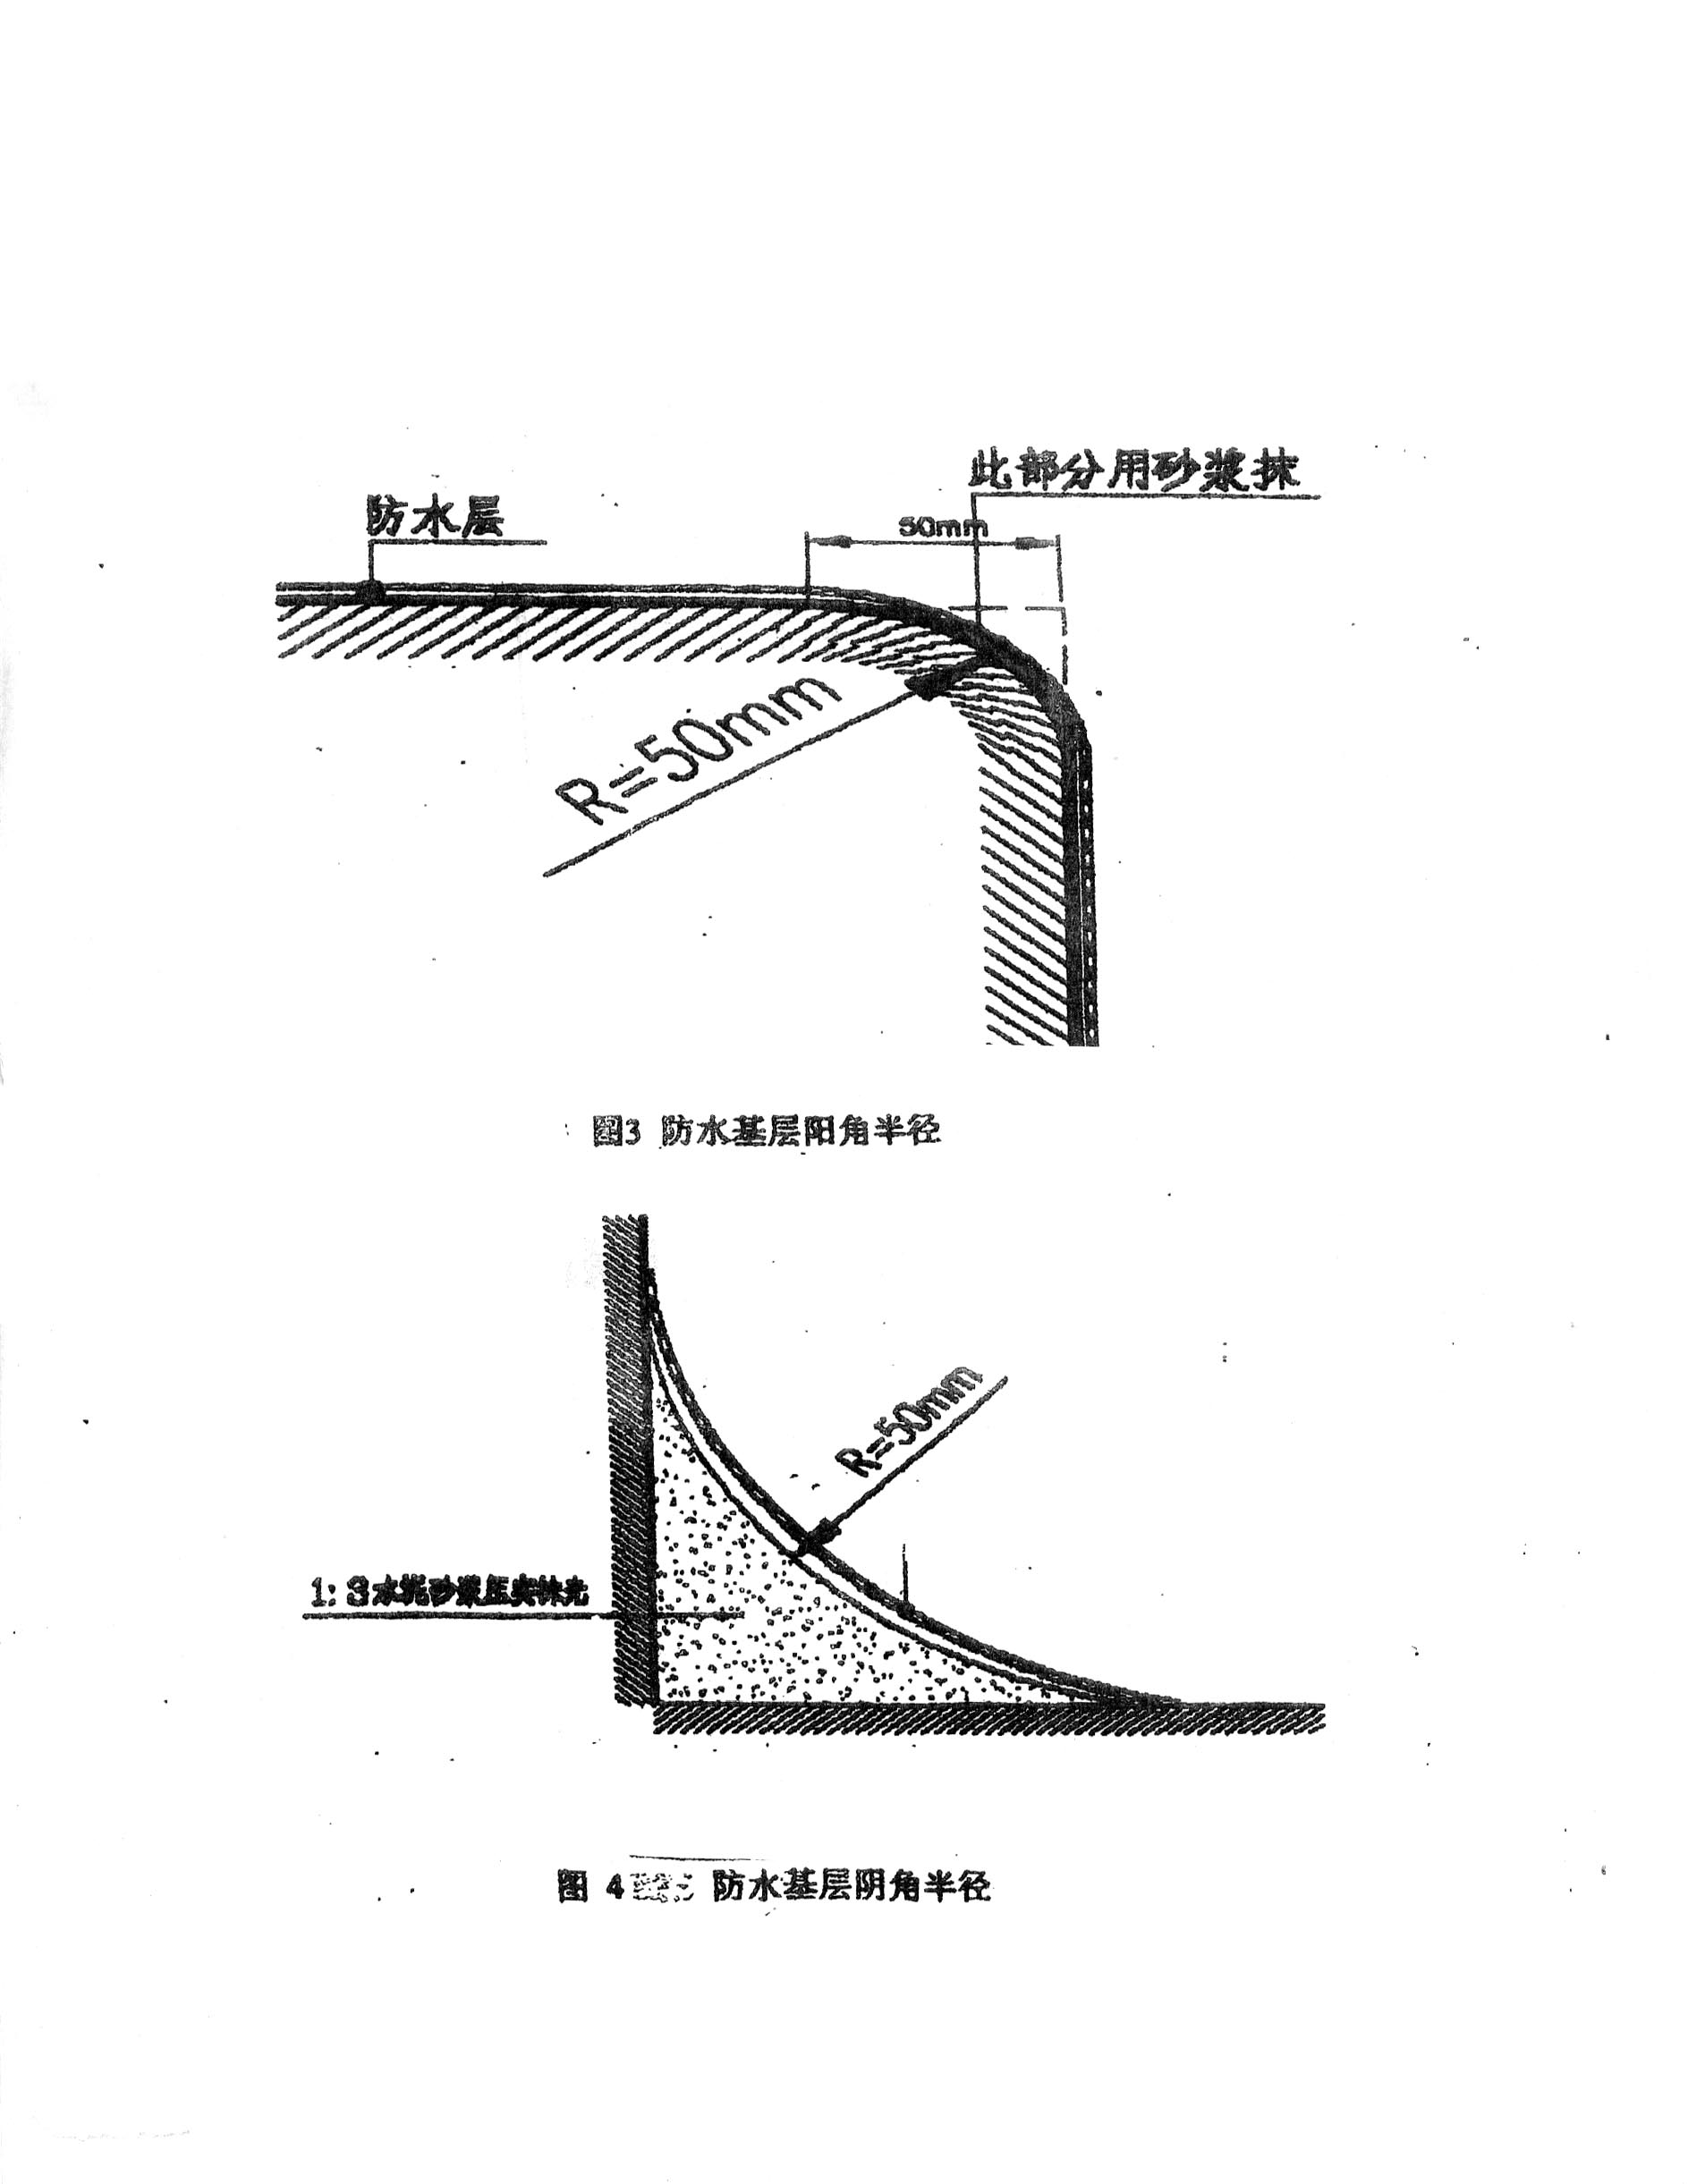 此部分用砂浆抹
防水层
50mm
R=50mm
图3 防水基层阳角半径
R=50mm
1:3水泥砂浆压实抹光
图 4 防水基层阴角半径